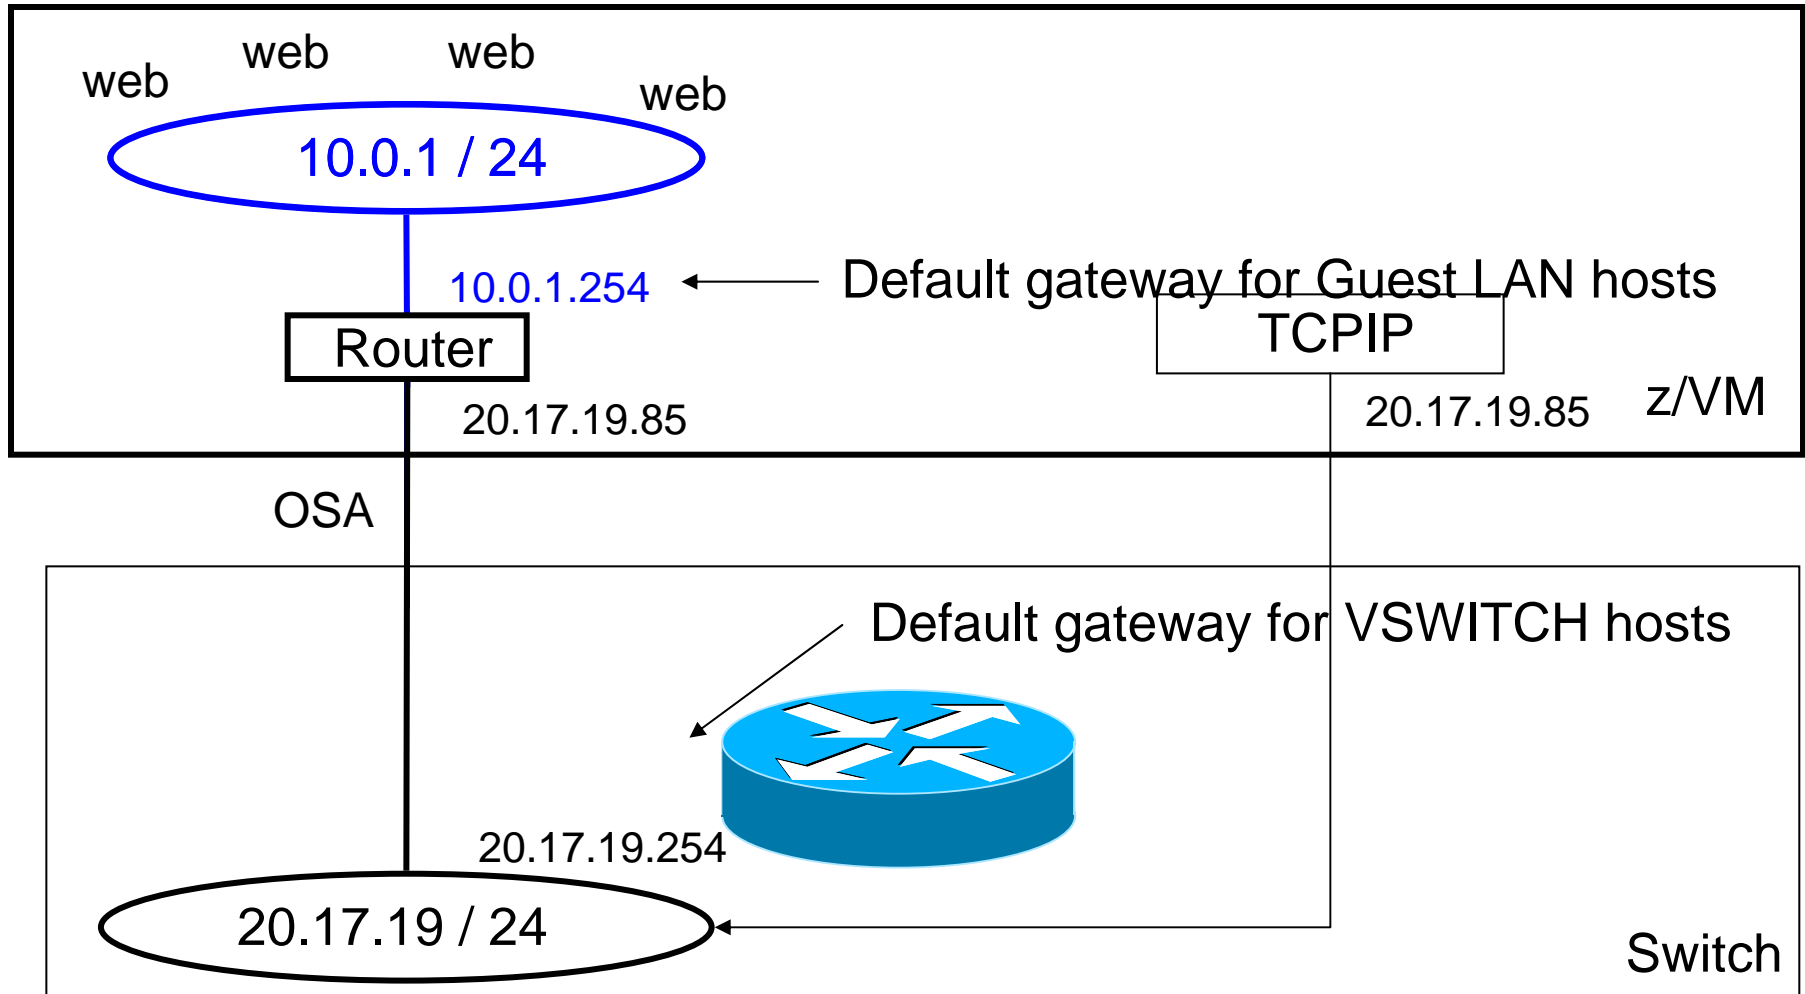 web
web
web
web
10.0.1 / 24
10.0.1.254
Default gateway for Guest LAN hosts
Router
TCPIP
20.17.19.85
20.17.19.85
z/VM
OSA
Default gateway for VSWITCH hosts
20.17.19.254
20.17.19 / 24
Switch